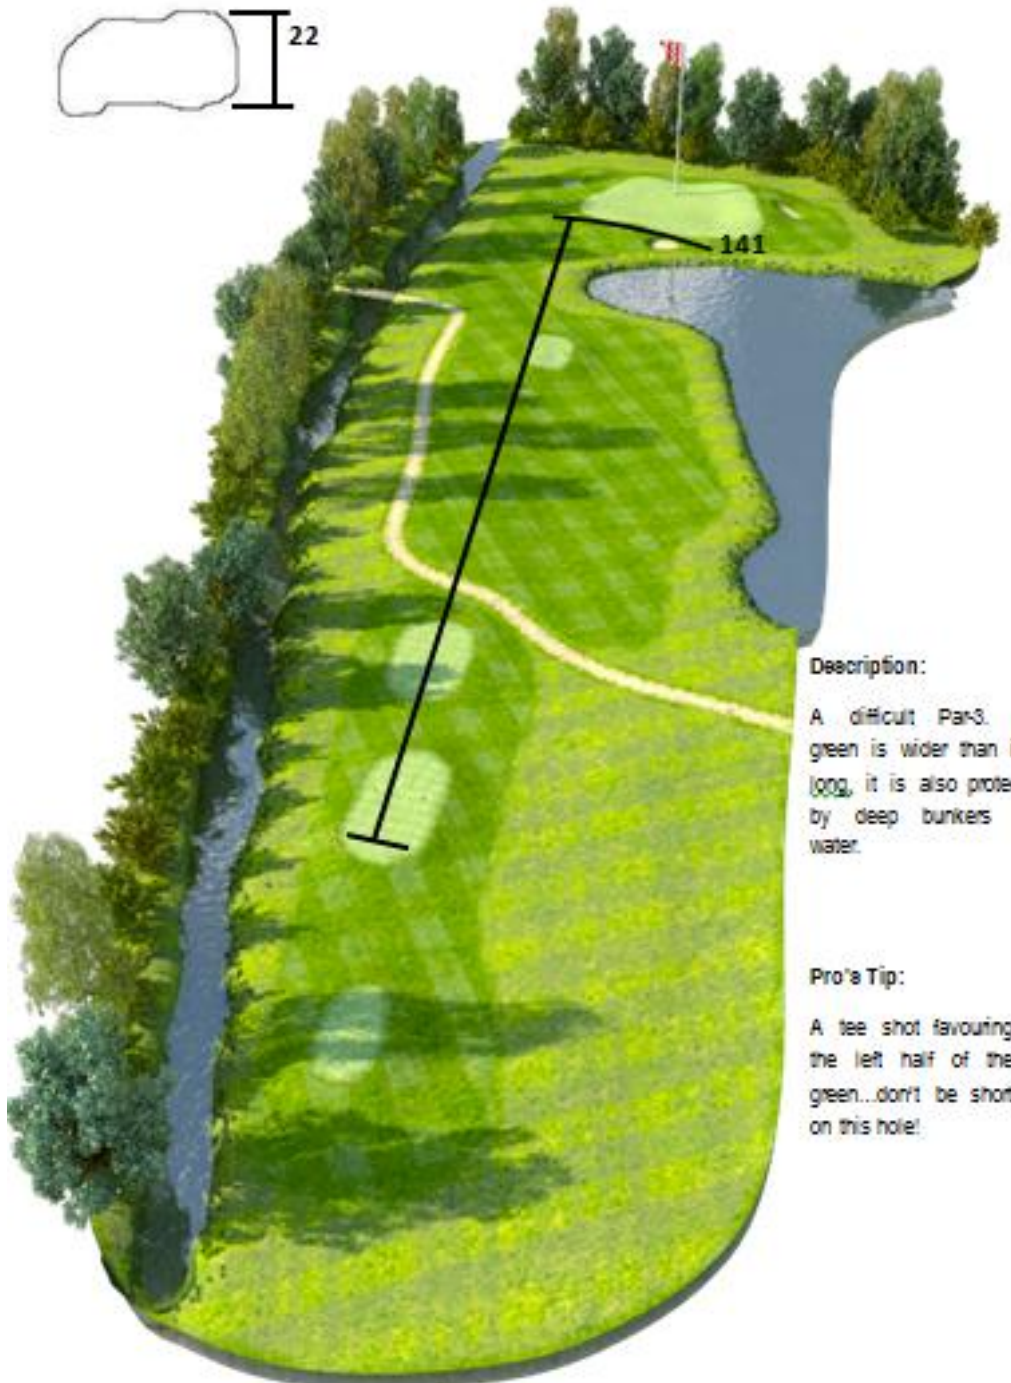 22
141
Description:
A difficult Par-3.
green is wider than
long, it is also
by deep bunkers
water.
Pro's Tip:
A tee shot favouring
the left half of the
green...don't be short
on this hole!